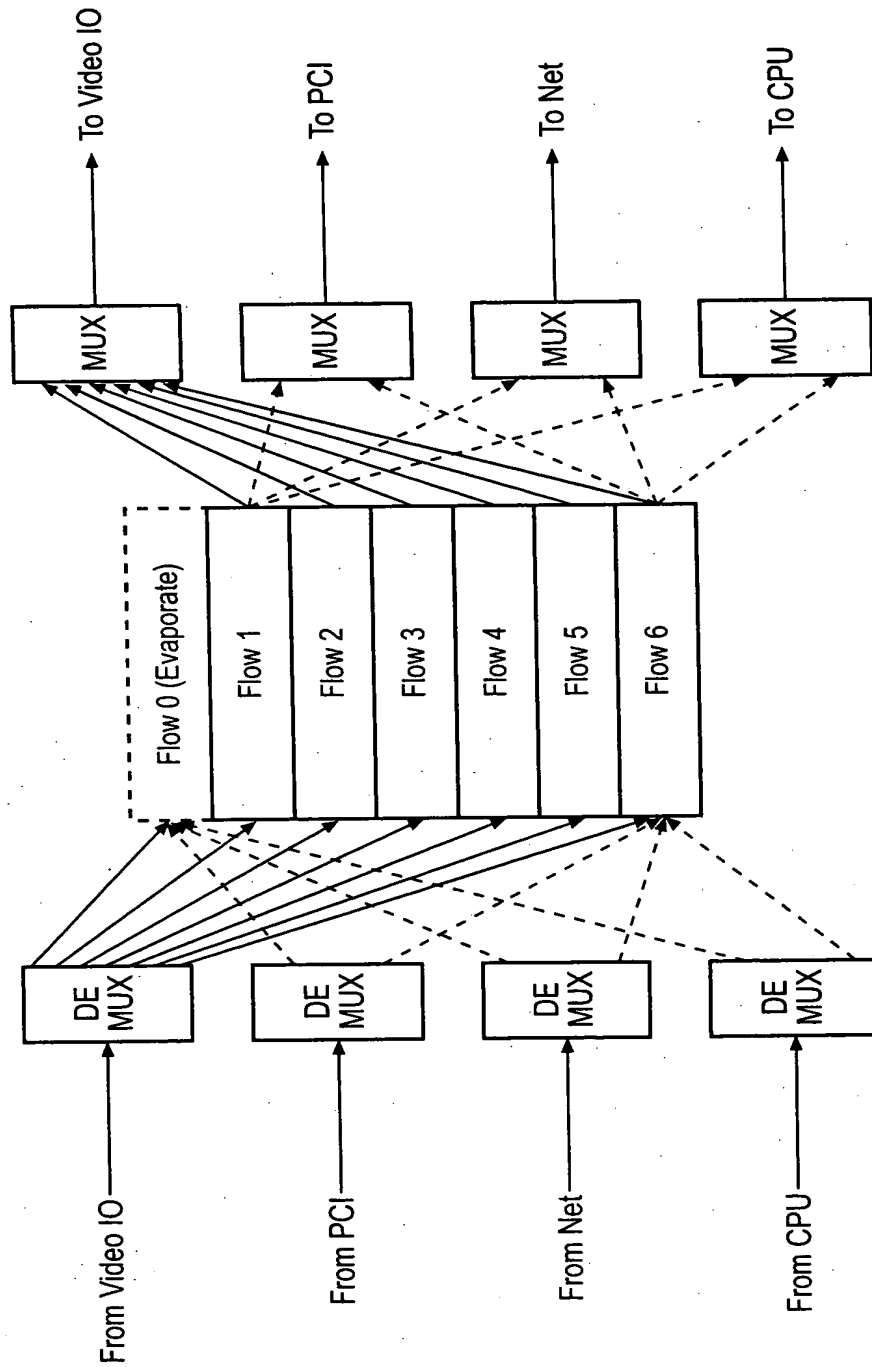 From Video IO
From PCI
From Net
From CPU
DE
MUX
DE
MUX
DE
MUX
DE
MUX
Flow 0 (Evaporate)
Flow 1
Flow 2
Flow 3
Flow 4
Flow 5
Flow 6
MUX
MUX
MUX
MUX
To Video IO
To PCI
To Net
To CPU